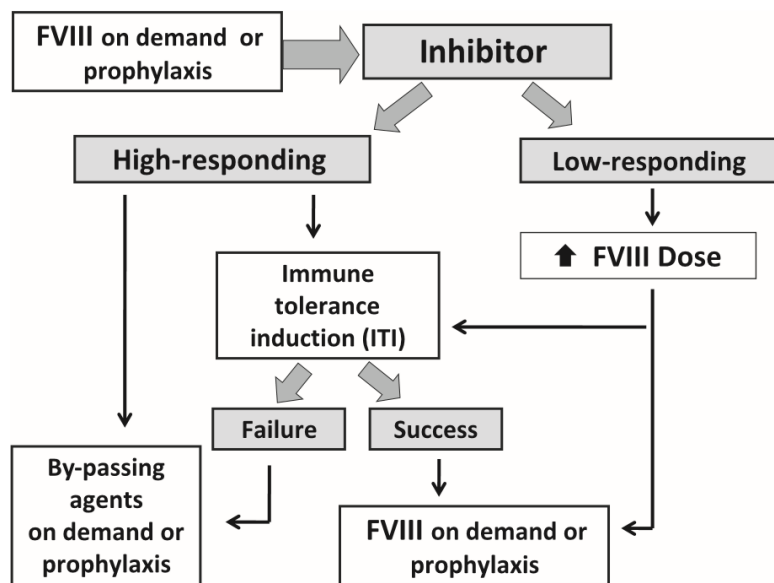 FVIII on demand or
prophylaxis
Inhibitor
High-responding
Low-responding
FVIII Dose
Immune
tolerance
induction (ITI)
Failure
Success
By-passing
agents
on demand or
prophylaxis
FVIII on demand or
prophylaxis